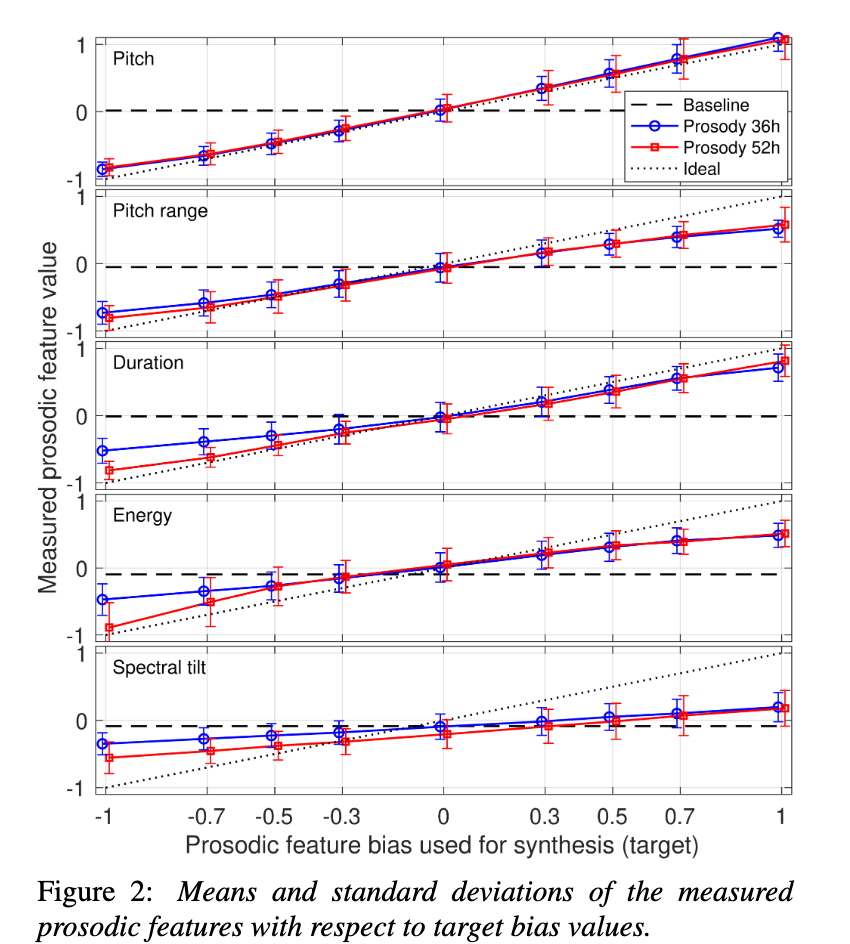 1
Pitch
0
-1
Baseline
Prosody 36h
Prosody 52h
Ideal
1
Pitch range
0
-1
1
Duration
0
-1
1
Energy
0
-1
1
Spectral tilt
0
-1
Measured prosodic feature value
-1 -0.7 -0.5 -0.3 0 0.3 0.5 0.7 1
Prosodic feature bias used for synthesis (target)
Figure 2: Means and standard deviations of the measured
prosodic features with respect to target bias values.